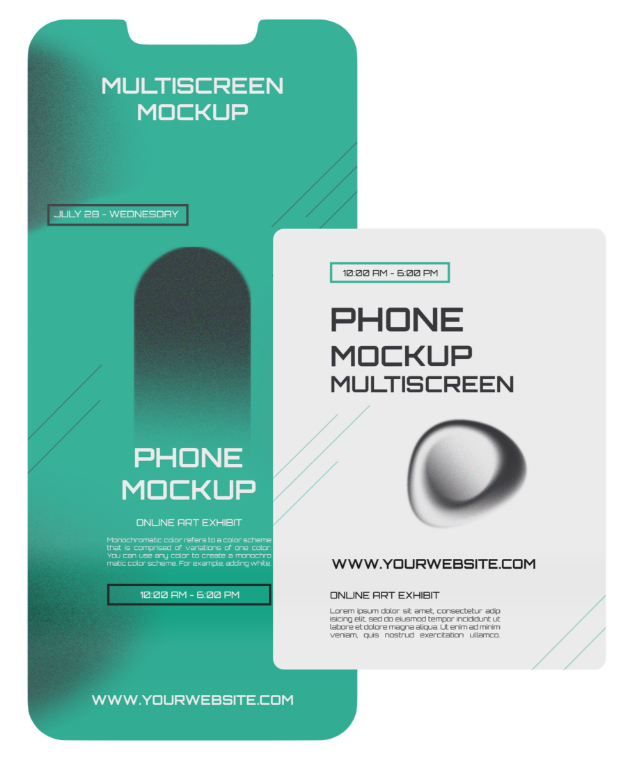 MULTISCREEN
MOCKUP
JULY 28 - WEDNESDAY
PHONE
MOCKUP
ONLINE ART EXHIBIT
Monochromatic color refers to a color scheme
that is comprised of variations of one color.
You can use any color to create a monochro
matic color scheme. For example, adding white.
10:00 AM - 6:00 PM
WWW.YOURWEBSITE.COM
10:00 AM - 6:00 PM
PHONE
MOCKUP
MULTISCREEN
WWW.YOURWEBSITE.COM
ONLINE ART EXHIBIT
Lorem ipsum dolor sit amet, consectetur adip
isicing elit, sed do eiusmod tempor incididunt ut
labore et dolore magna aliqua. Ut enim ad minim
veniam, quis nostrud exercitation ullamco.